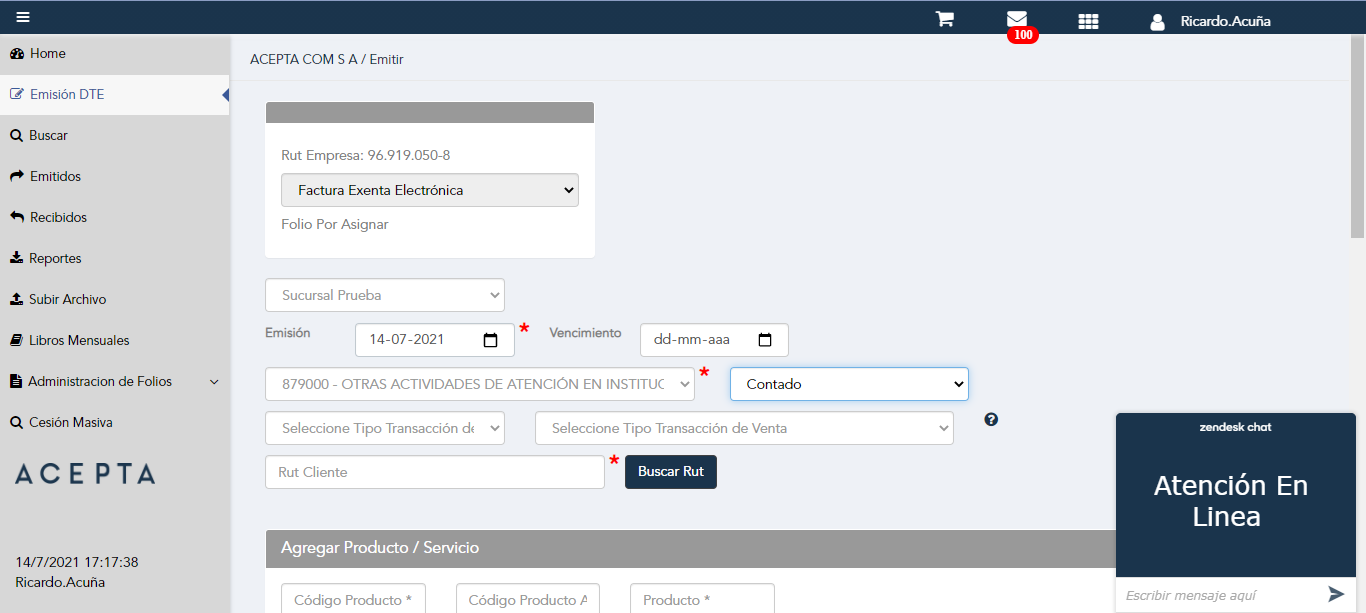 100
Ricardo.Acuña
Home
Emisión DTE
Buscar
Emitidos
Recibidos
Reportes
Subir Archivo
Libros Mensuales
Administracion de Folios
Cesión Masiva
ACEPTA
14/7/2021 17:17:38
Ricardo.Acuña
ACEPTA COM S A / Emitir
Rut Empresa: 96.919.050-8
Factura Exenta Electrónica
Folio Por Asignar
Sucursal Prueba
Emisión 14-07-2021 * Vencimiento dd-mm-aaa
879000 - OTRAS ACTIVIDADES DE ATENCIÓN EN INSTITUC * Contado
Seleccione Tipo Transacción de Seleccione Tipo Transacción de Venta ?
Rut Cliente * Buscar Rut
Agregar Producto / Servicio
Código Producto * Código Producto A Producto *
zendesk chat
Atención En
Linea
Escribir mensaje aquí